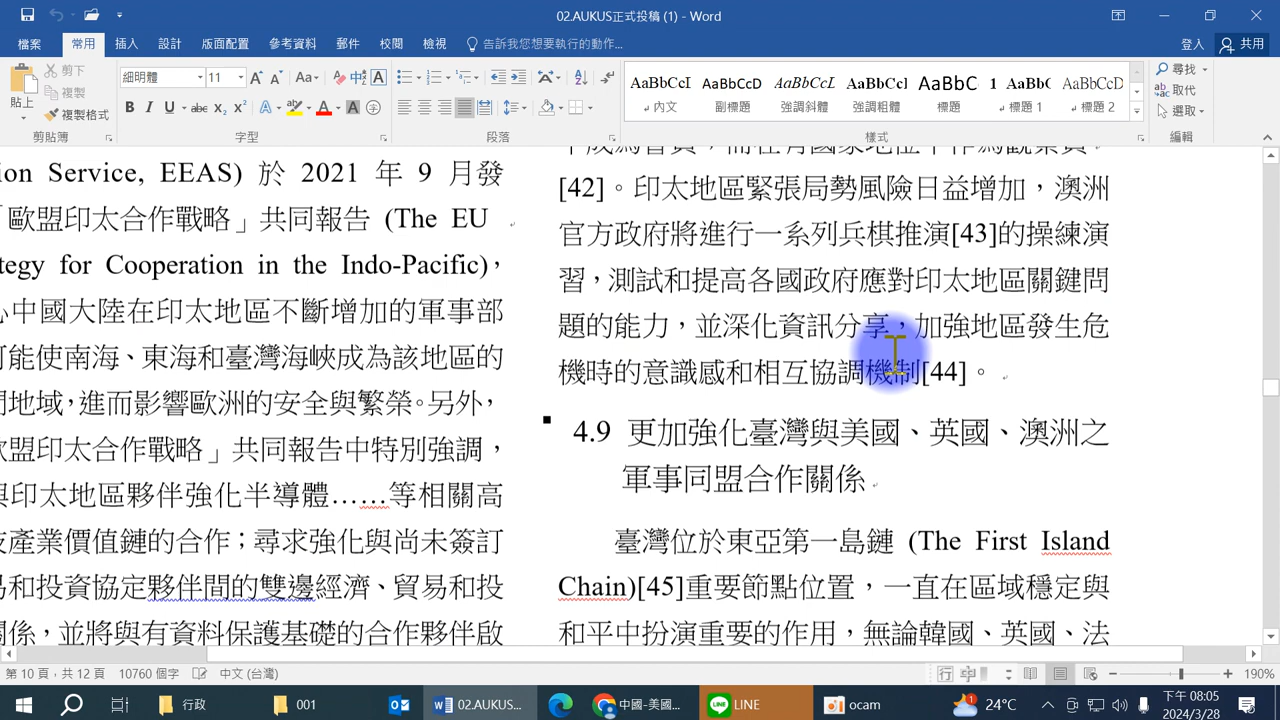 02.AUKUS正式投稿 (1) - Word
檔案 常用 插入 設計 版面配置 參考資料 郵件 校閱 檢視 告訴我您想要執行的動作... 登入 共用
貼上 剪下 複製 複製格式 剪貼簿
細明體 11 字型
段落
AaBbCcI AaBbCcD AaBbCcL AaBbCcI AaBbC 1 AaBbC AaBbCcD
內文 副標題 強調斜體 強調粗體 標題 標題 1 標題 2
樣式
尋找 取代 選取 編輯
ion Service, EEAS) 於 2021 年 9 月發
「歐盟印太合作戰略」共同報告 (The EU
tegy for Cooperation in the Indo-Pacific),
心中國大陸在印太地區不斷增加的軍事部
可能使南海、東海和臺灣海峽成為該地區的
地域,進而影響歐洲的安全與繁榮。另外,
歐盟印太合作戰略」共同報告中特別強調,
與印太地區夥伴強化半導體……等相關高
產業價值鏈的合作;尋求強化與尚未簽訂
易和投資協定夥伴間的雙邊經濟、貿易和投
關係,並將與有資料保護基礎的合作夥伴啟
[42]。印太地區緊張局勢風險日益增加,澳洲
官方政府將進行一系列兵棋推演[43]的操練演
習,測試和提高各國政府應對印太地區關鍵問
題的能力,並深化資訊分享,加強地區發生危
機時的意識感和相互協調機制[44]。
4.9 更加強化臺灣與美國、英國、澳洲之
軍事同盟合作關係
臺灣位於東亞第一島鏈 (The First Island
Chain)[45]重要節點位置,一直在區域穩定與
和平中扮演重要的作用,無論韓國、英國、法
第 10 頁,共 12 頁 10760 個字 中文 (台灣) 190%
行政 001 02.AUKUS... 中國-美國... LINE ocam 24°C 下午 08:05
2024/3/28